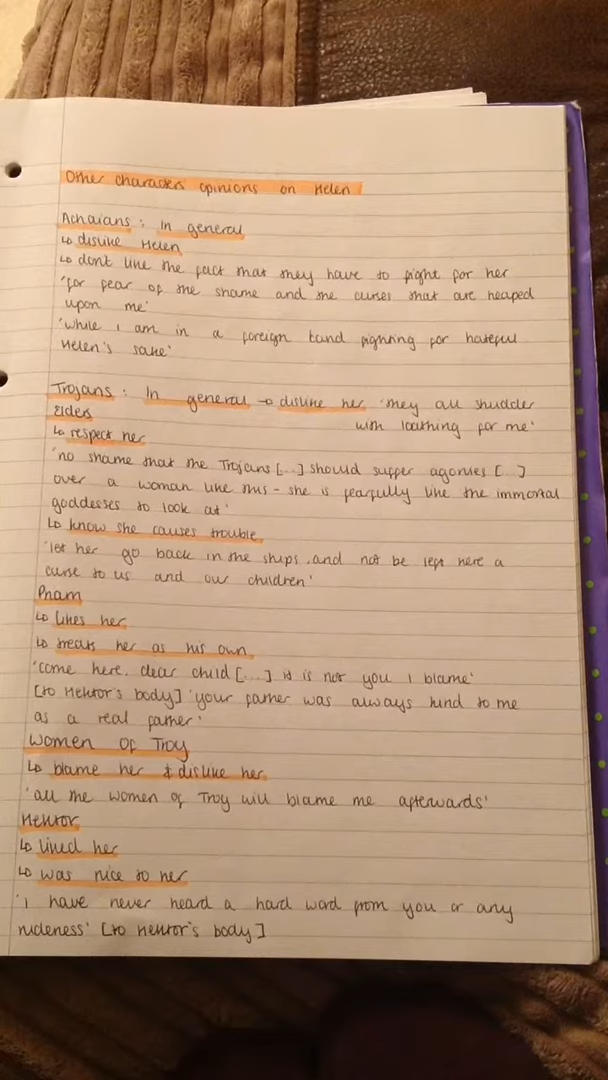 Other characters' opinions on Helen
Achaians: In general
↳ dislike Helen
↳ dont like the fact that they have to fight for her
'for fear of the shame and the curses that are heaped
upon me'
'while I am in a foreign land fighting for hateful
Helen's sake'
Trojans: In general → dislike her 'they all shudder
with loathing for me'
Elders
↳ respect her
'no shame that the Trojans [...] should suffer agonies [...]
over a woman like this - she is fearfully like the immortal
goddesses to look at'
↳ know she causes trouble
'let her go back in the ships, and not be left here a
curse to us and our children'
Priam
↳ likes her
↳ treats her as his own
'come here, dear child [...] it is not you I blame'
[to Hektor's body] 'your father was always kind to me
as a real father'
Women of Troy
↳ blame her & dislike her
'all the women of Troy will blame me afterwards'
Hektor
↳ liked her
↳ was nice to her
'I have never heard a hard word from you or any
rudeness' [to Hektor's body]